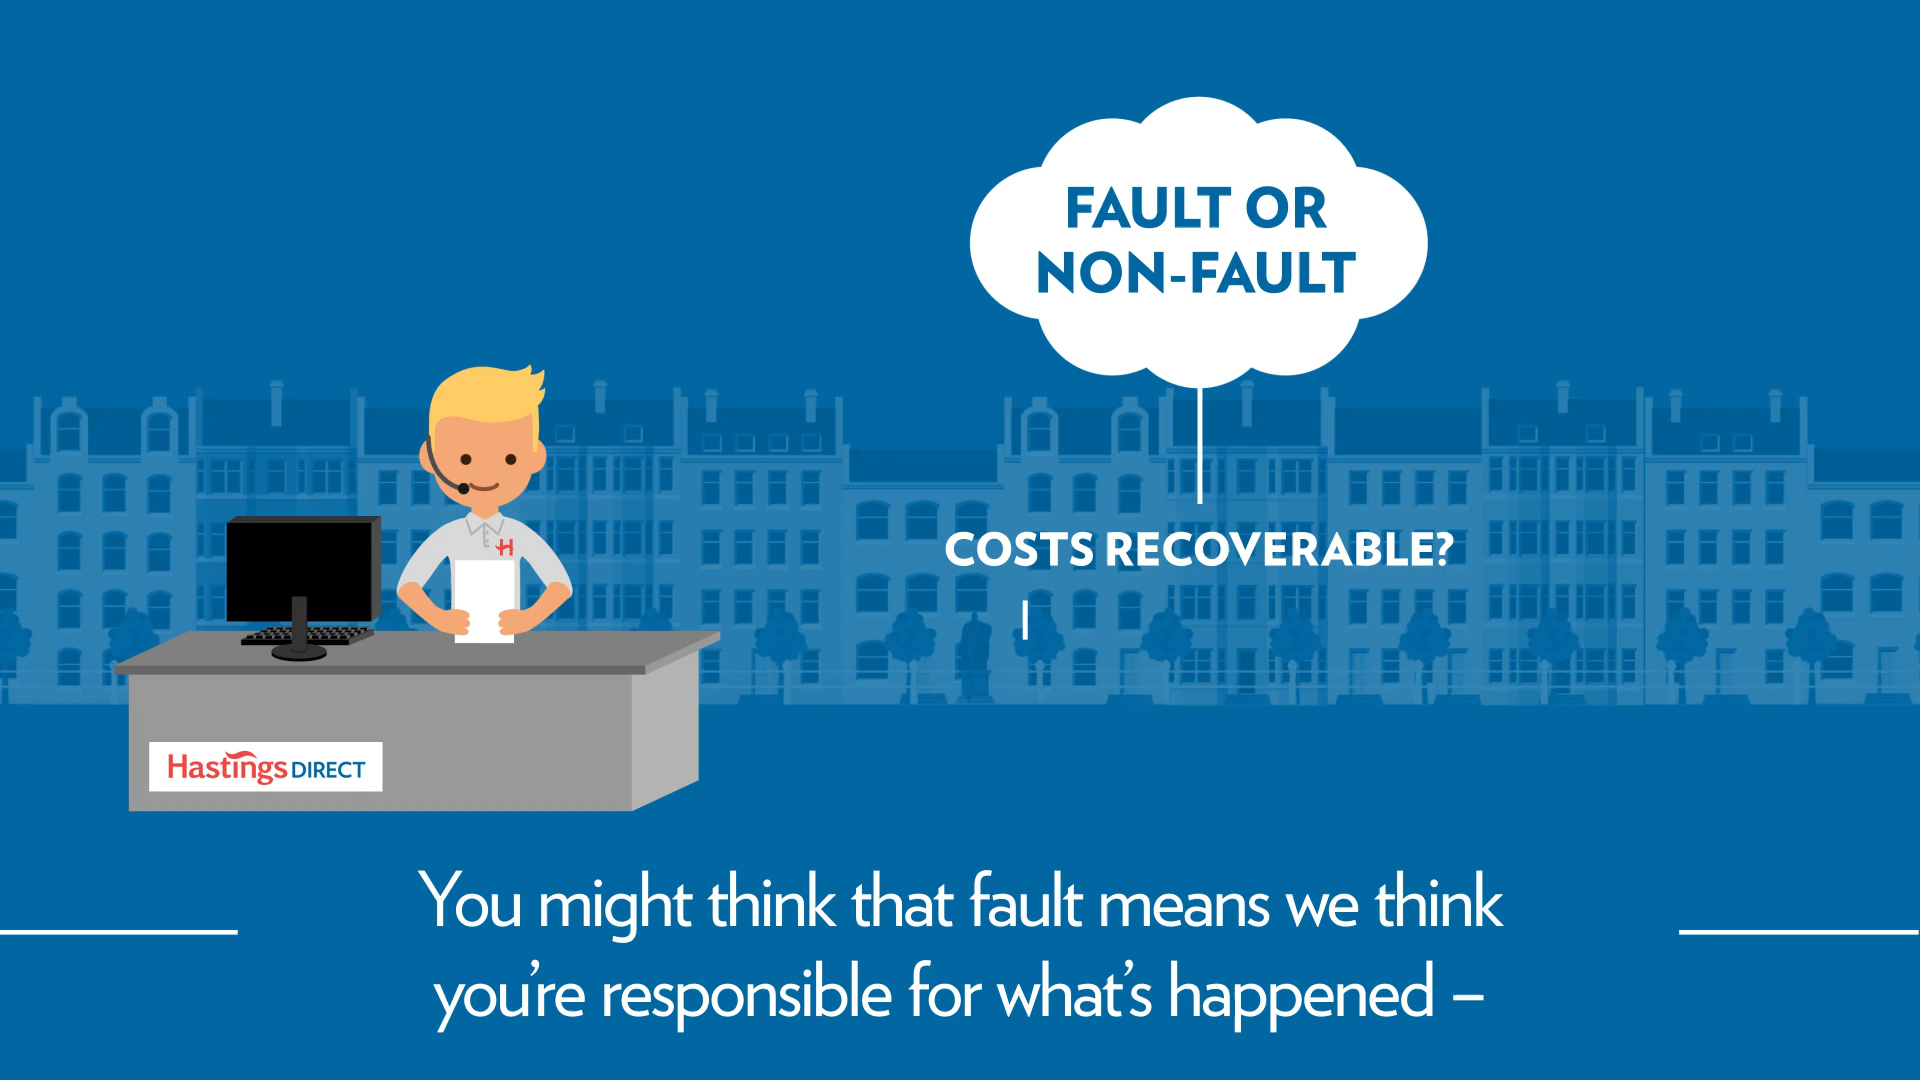 FAULT OR
NON-FAULT
COSTS RECOVERABLE?
H
Hastings DIRECT
You might think that fault means we think
you're responsible for what's happened –